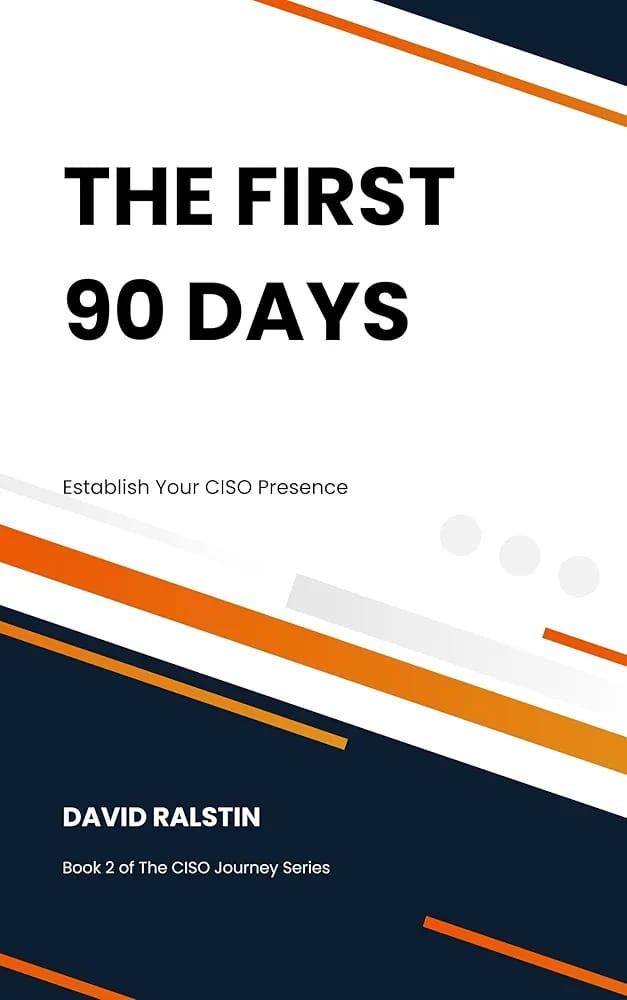 THE FIRST
90 DAYS
Establish Your CISO Presence
DAVID RALSTIN
Book 2 of The CISO Journey Series